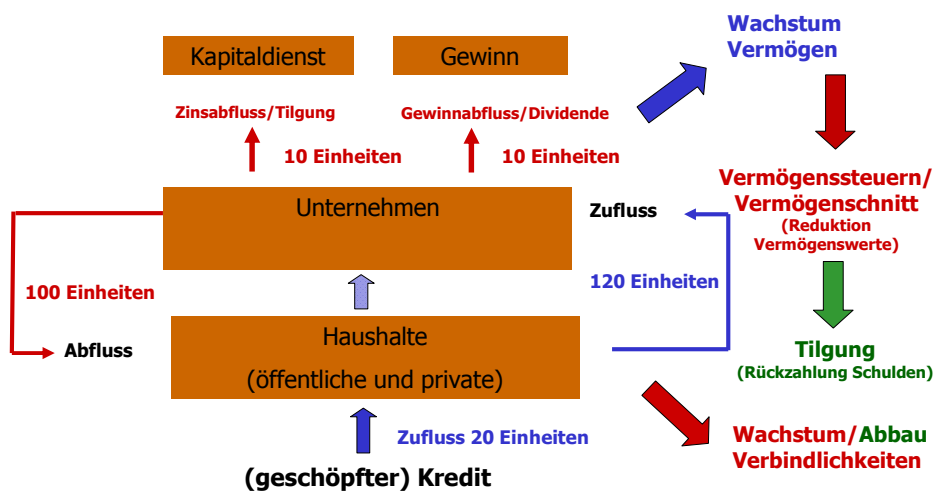 Kapitaldienst
Gewinn
Wachstum
Vermögen
Zinsabfluss/Tilgung
Gewinnabfluss/Dividende
10 Einheiten
10 Einheiten
Unternehmen
Zufluss
Vermögenssteuern/
Vermögenschnitt
(Reduktion
Vermögenswerte)
100 Einheiten
120 Einheiten
Abfluss
Haushalte
(öffentliche und private)
Tilgung
(Rückzahlung Schulden)
Zufluss 20 Einheiten
Wachstum/Abbau
Verbindlichkeiten
(geschöpfter) Kredit